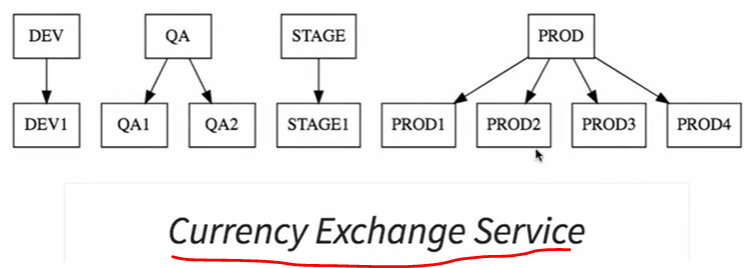 DEV QA STAGE PROD
DEV1 QA1 QA2 STAGE1 PROD1 PROD2 PROD3 PROD4
Currency Exchange Service